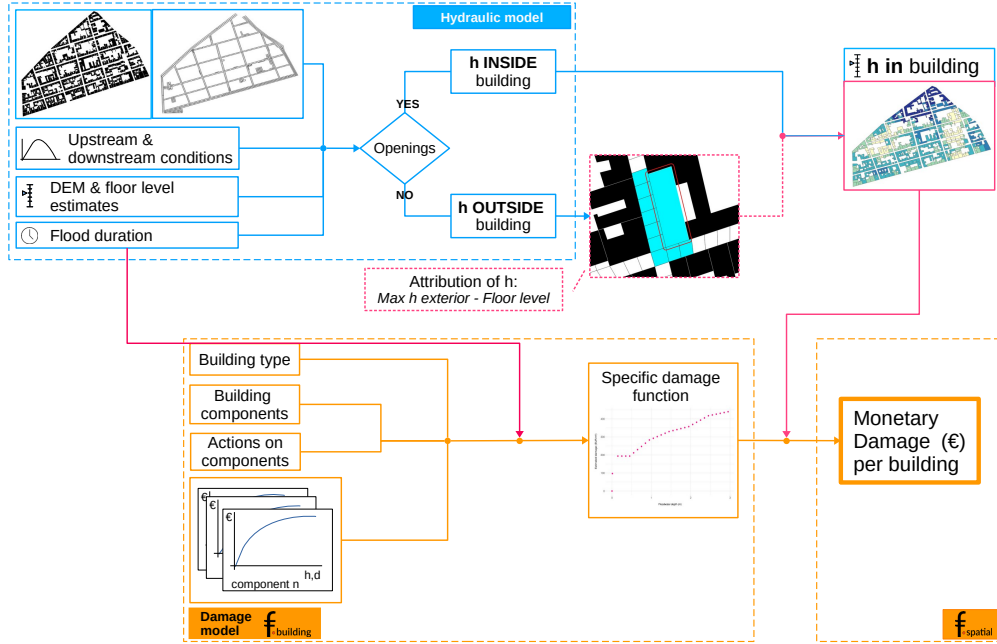 Hydraulic model
Upstream &
downstream conditions
DEM & floor level
estimates
Flood duration
YES
Openings
NO
h INSIDE
building
h OUTSIDE
building
h in building
Attribution of h:
Max h exterior - Floor level
Building type
Building
components
Actions on
components
€
€
€
h,d
component n
Damage
model
f-building
Specific damage
function
Monetary
Damage (€)
per building
f-spatial